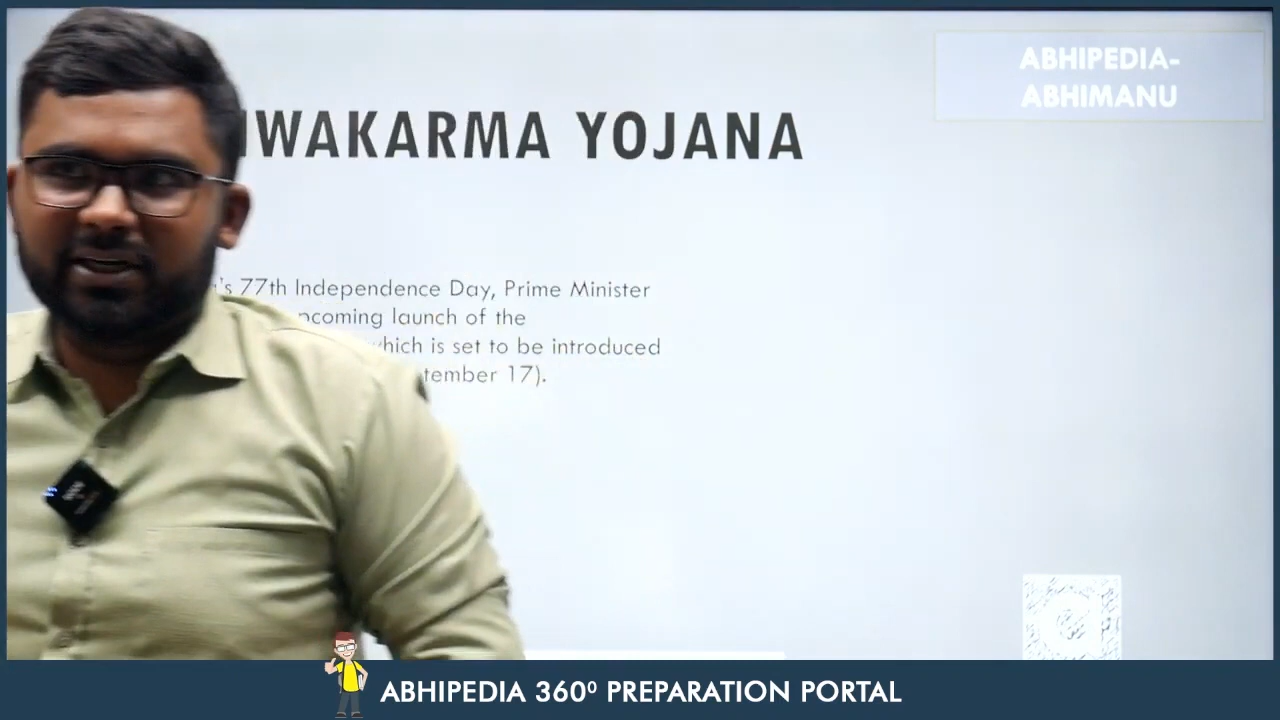 ABHIPEDIA-
ABHIMANU
IWAKARMA YOJANA
's 77th Independence Day, Prime Minister
pcoming launch of the
which is set to be introduced
tember 17).
ABHIPEDIA 360⁰ PREPARATION PORTAL